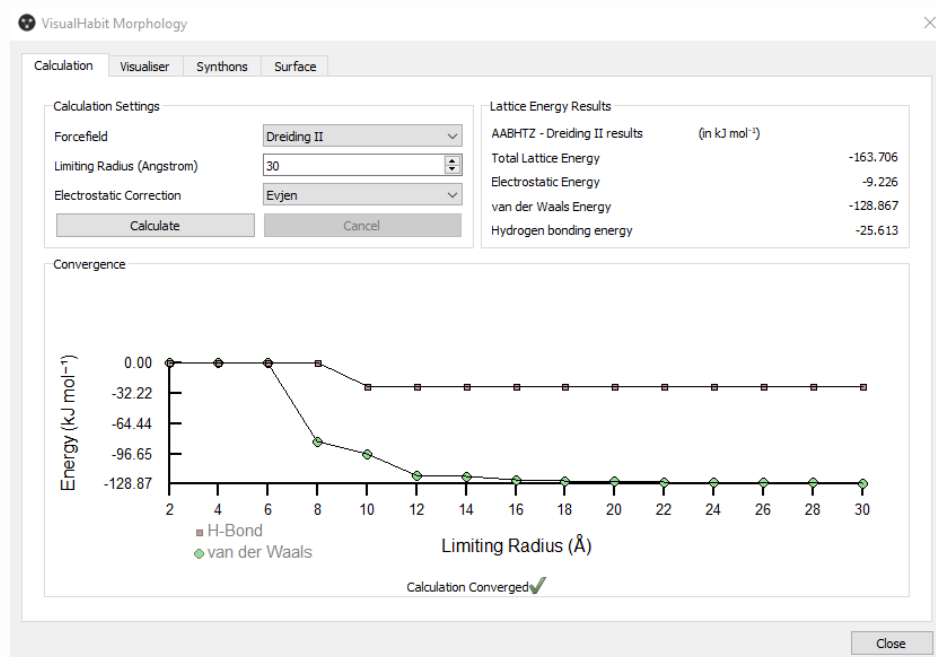 VisualHabit Morphology
Calculation Visualiser Synthons Surface
Calculation Settings
Forcefield Dreiding II
Limiting Radius (Angstrom) 30
Electrostatic Correction Evjen
Calculate Cancel
Lattice Energy Results
AABHTZ - Dreiding II results (in kJ mol⁻¹)
Total Lattice Energy -163.706
Electrostatic Energy -9.226
van der Waals Energy -128.867
Hydrogen bonding energy -25.613
Convergence
Energy (kJ mol⁻¹)
0.00
-32.22
-64.44
-96.65
-128.87
2 4 6 8 10 12 14 16 18 20 22 24 26 28 30
H-Bond
van der Waals
Limiting Radius (Å)
Calculation Converged
Close